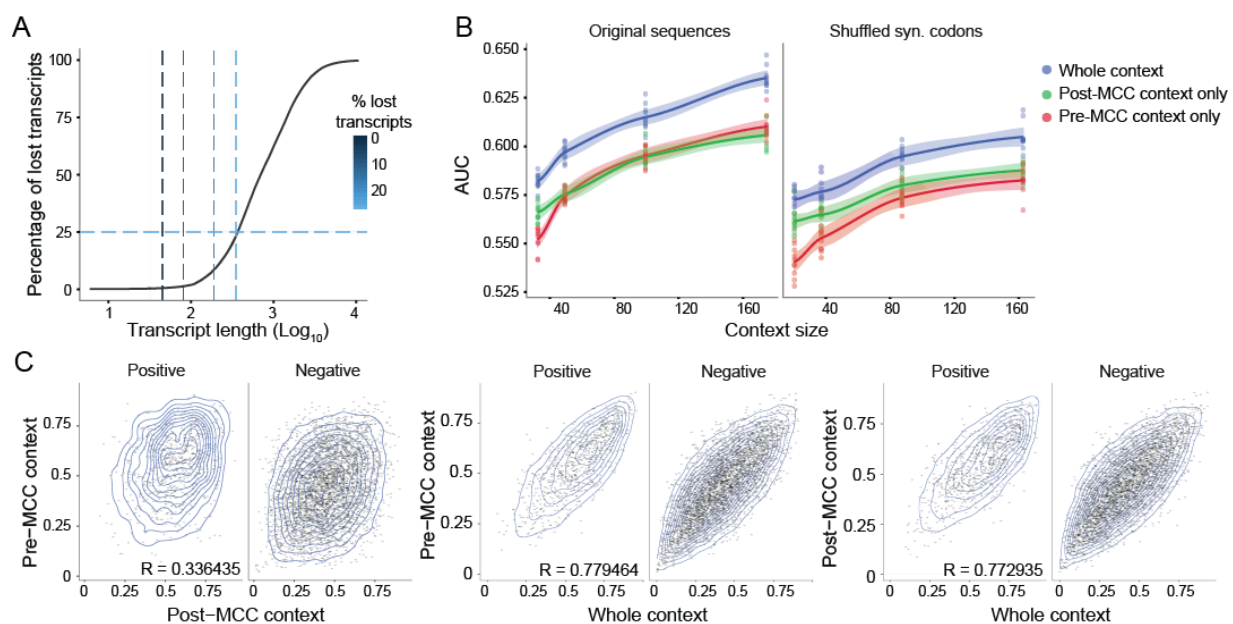 A
Percentage of lost transcripts
100
75
50
25
0
1
2
3
4
Transcript length (Log10)
% lost
transcripts
0
10
20
B
Original sequences
Shuffled syn. codons
AUC
0.650
0.625
0.600
0.575
0.550
0.525
40
80
120
160
40
80
120
160
Context size
Whole context
Post-MCC context only
Pre-MCC context only
C
Positive
Negative
Pre−MCC context
0.75
0.5
0.25
0
R = 0.336435
0
0.25
0.5
0.75
0
0.25
0.5
0.75
Post−MCC context
Positive
Negative
Pre−MCC context
0.75
0.5
0.25
0
R = 0.779464
0
0.25
0.5
0.75
0
0.25
0.5
0.75
Whole context
Positive
Negative
Post−MCC context
0.75
0.5
0.25
0
R = 0.772935
0
0.25
0.5
0.75
0
0.25
0.5
0.75
Whole context